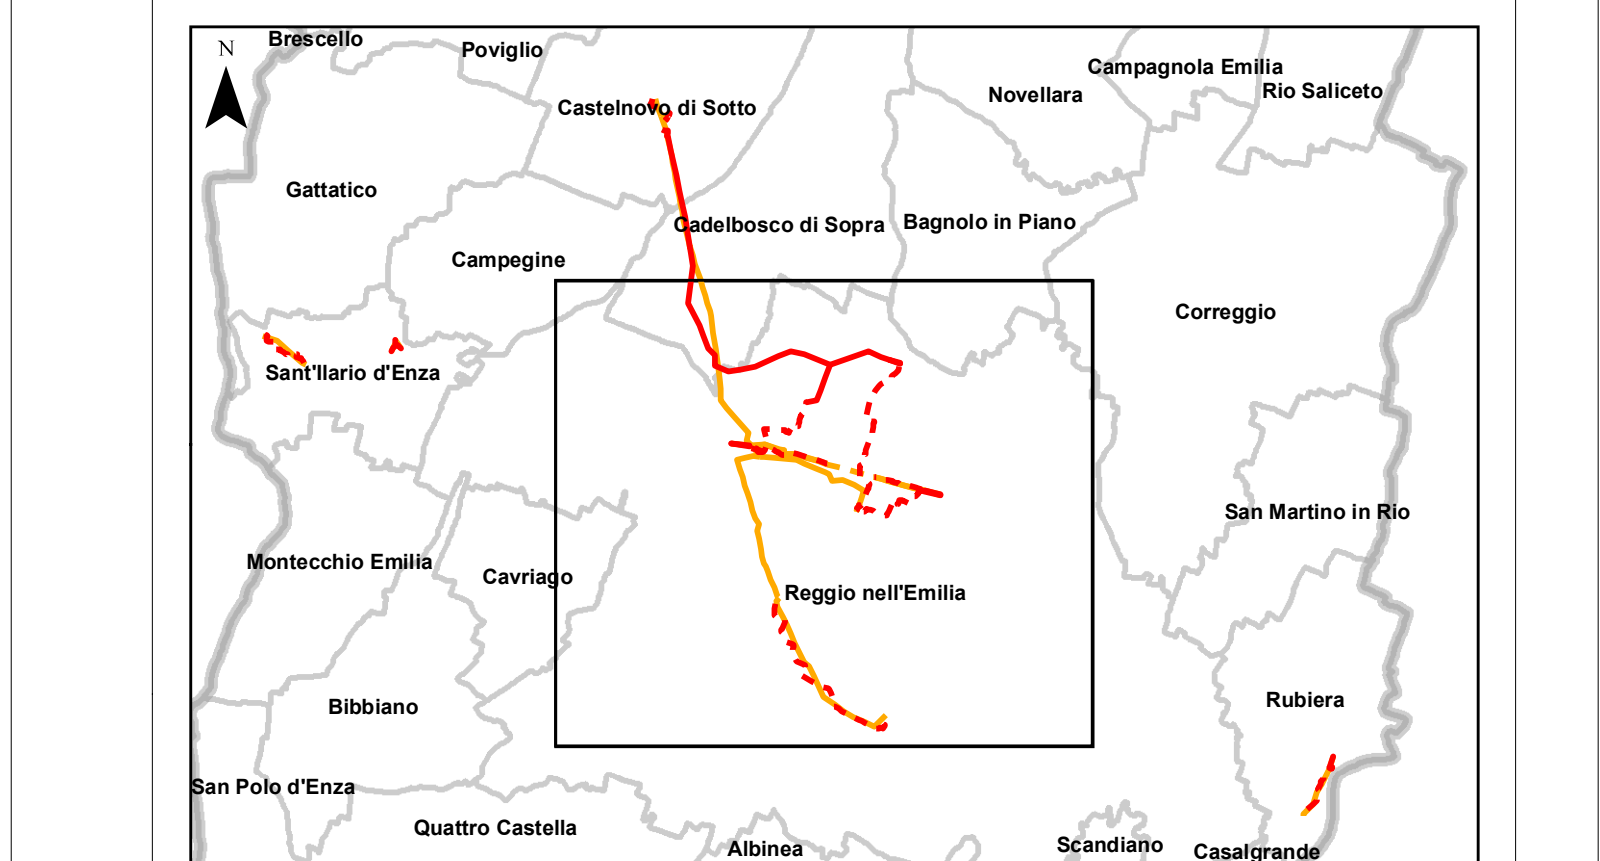 Brescello
N
Poviglio
Campagnola Emilia
Novellara
Rio Saliceto
Castelnovo di Sotto
Gattatico
Cadelbosco di Sopra
Bagnolo in Piano
Campegine
Correggio
Sant'Ilario d'Enza
San Martino in Rio
Montecchio Emilia
Cavriago
Reggio nell'Emilia
Rubiera
Bibbiano
San Polo d'Enza
Quattro Castella
Albinea
Scandiano
Casalgrande